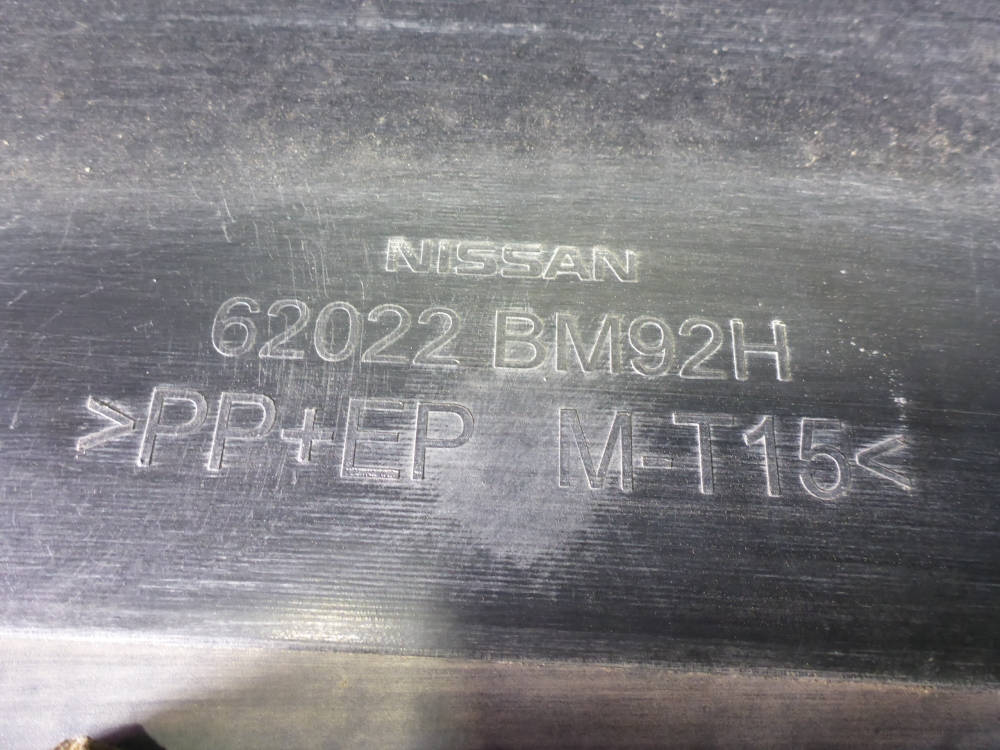 NISSAN
62022 BM92H
>PP+EP M-T15<